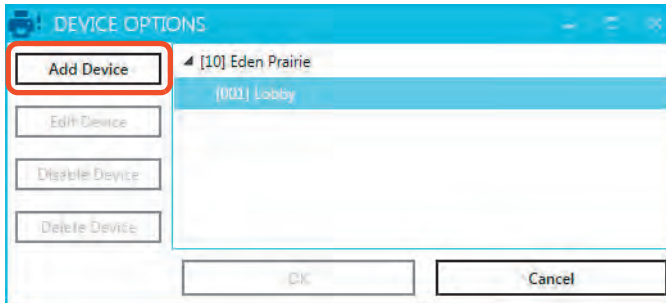 DEVICE OPTIONS
Add Device
Edit Device
Disable Device
Delete Device
[10] Eden Prairie
[001] Lobby
OK
Cancel